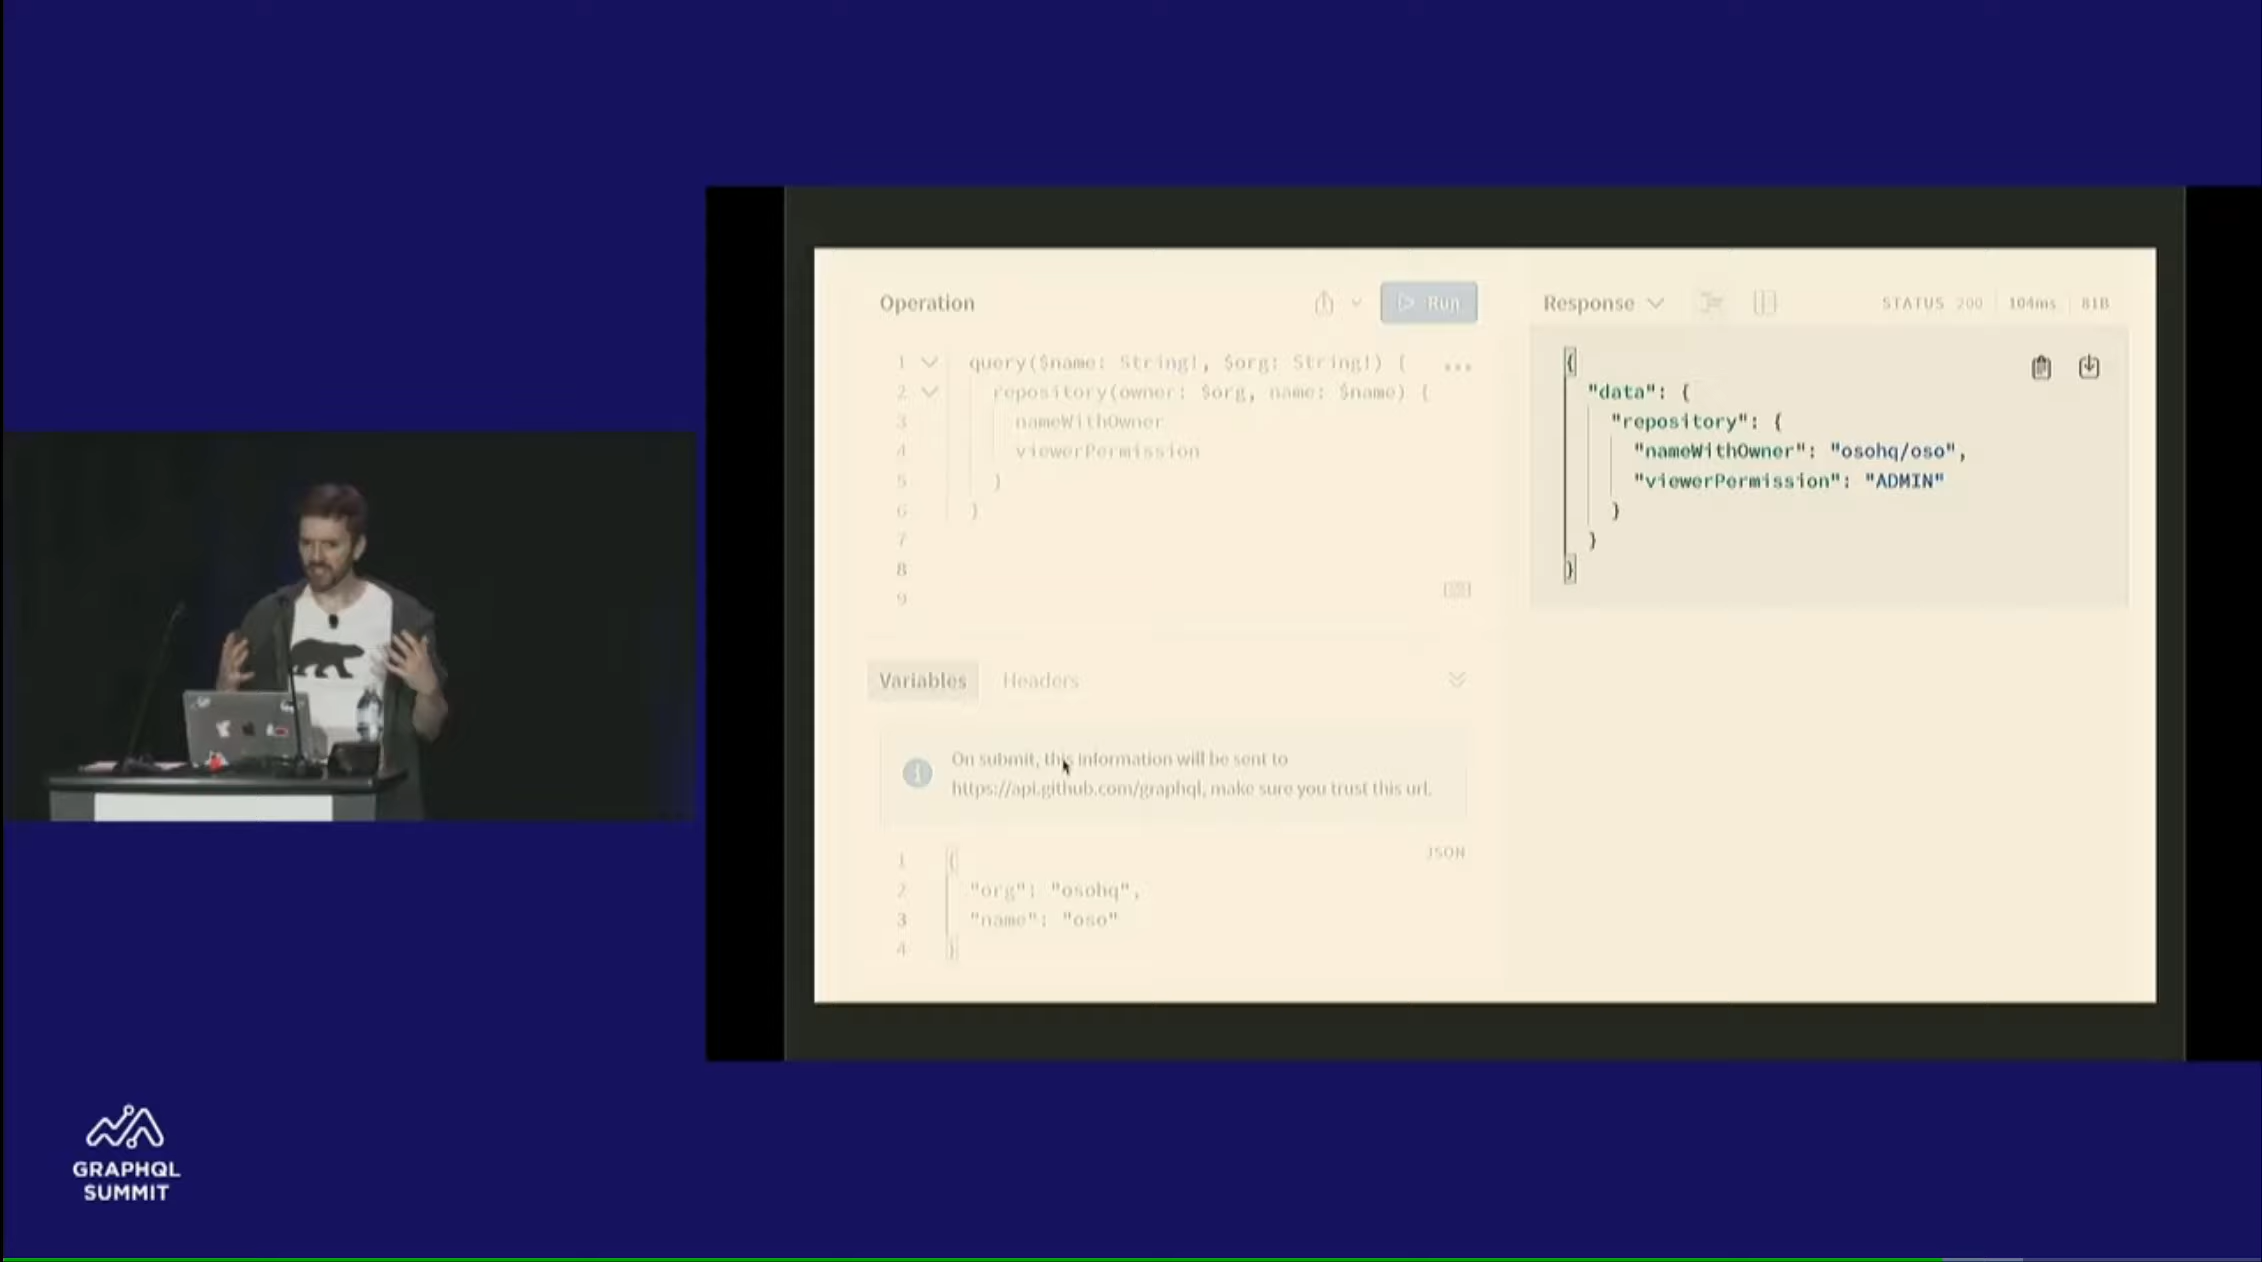 Operation
Run
1 query($name: String!, $org: String!) {
2 repository(owner: $org, name: $name) {
3 nameWithOwner
4 viewerPermission
5 }
6 }
7
8
9
Variables Headers
On submit, this information will be sent to
https://api.github.com/graphql, make sure you trust this url.
JSON
1 {
2 "org": "osohq",
3 "name": "oso"
4 }
Response STATUS 200 104ms 81B
{
"data": {
"repository": {
"nameWithOwner": "osohq/oso",
"viewerPermission": "ADMIN"
}
}
}
GRAPHQL
SUMMIT